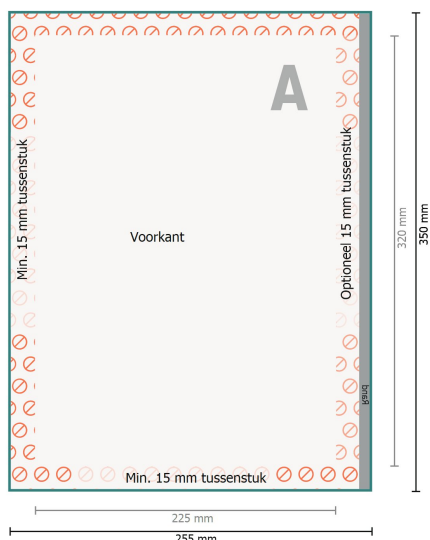 A
Min. 15 mm tussenstuk
Voorkant
Optioneel 15 mm tussenstuk
320 mm
350 mm
Rand
Min. 15 mm tussenstuk
225 mm
255 mm